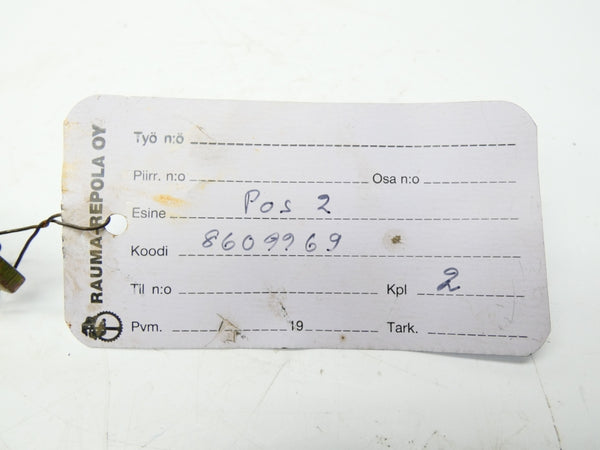 RAUMA-REPOLA OY
Työ n:ö
Piirr. n:o Osa n:o
Esine Pos 2
Koodi 8609969
Til n:o Kpl 2
Pvm. 19 Tark.